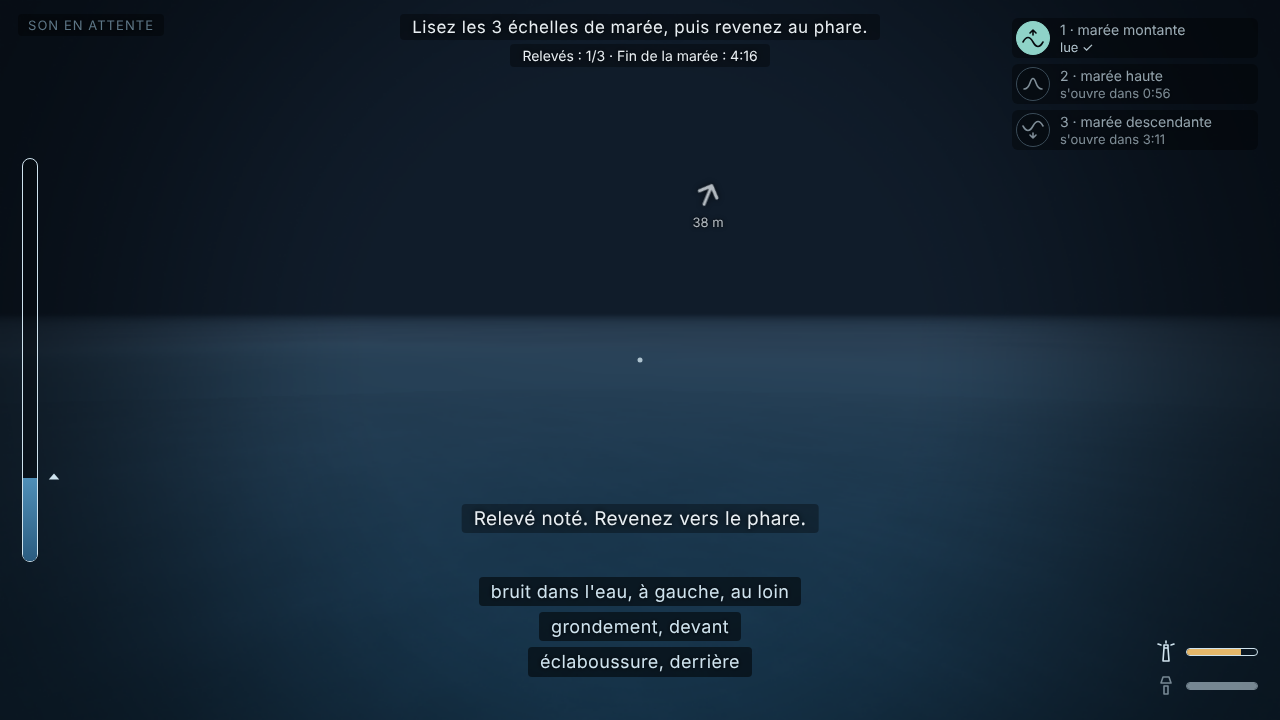 SON EN ATTENTE
Lisez les 3 échelles de marée, puis revenez au phare.
Relevés : 1/3 · Fin de la marée : 4:16
1 · marée montante
lue ✓
2 · marée haute
s'ouvre dans 0:56
3 · marée descendante
s'ouvre dans 3:11
38 m
Relevé noté. Revenez vers le phare.
bruit dans l'eau, à gauche, au loin
grondement, devant
éclaboussure, derrière